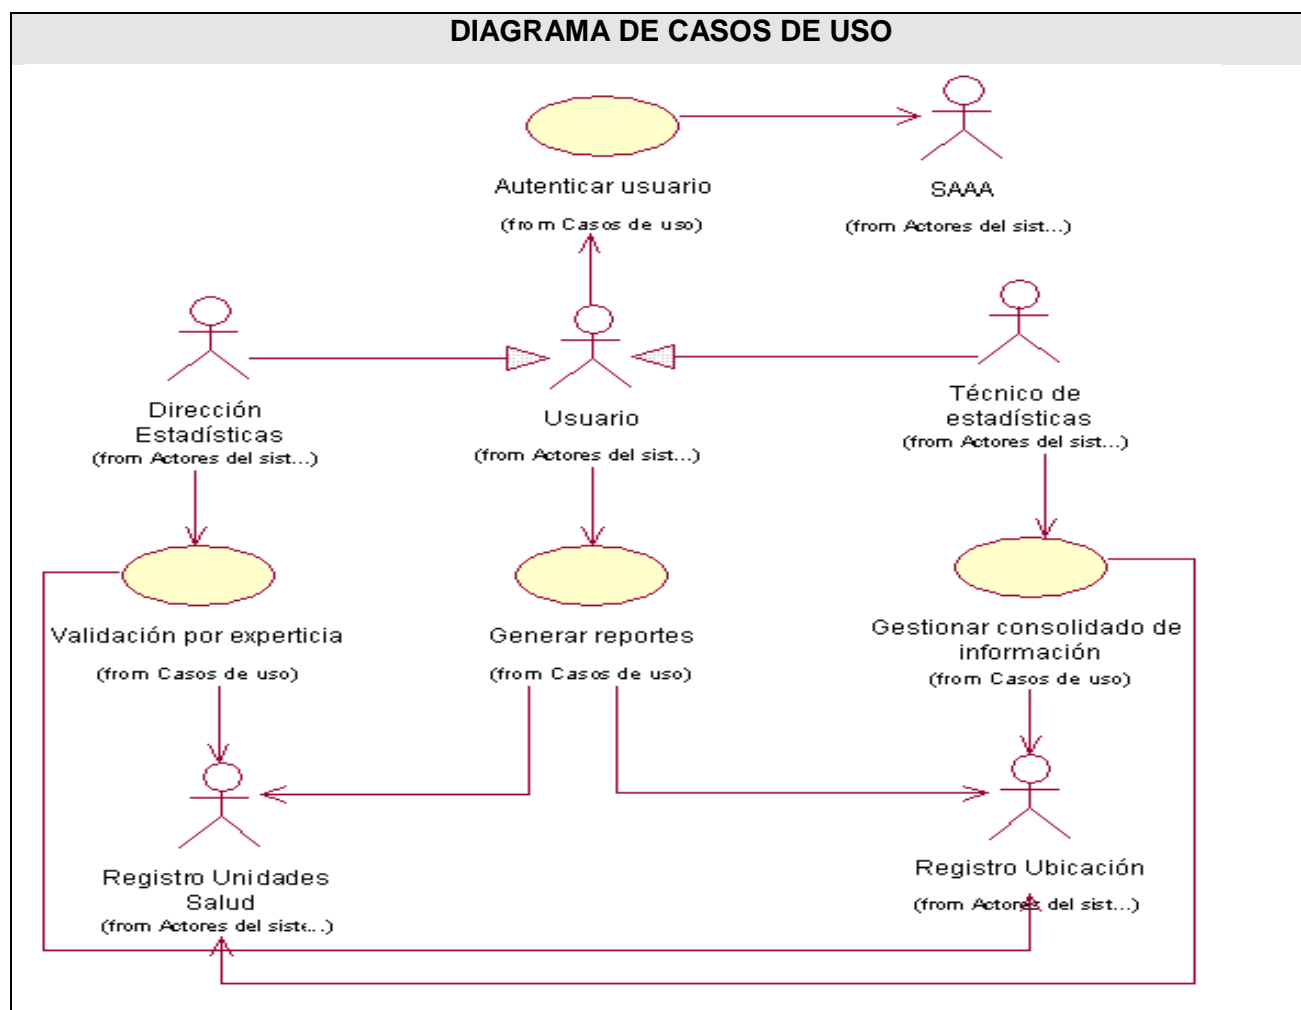 DIAGRAMA DE CASOS DE USO
Autenticar usuario
(from Casos de uso)
SAAA
(from Actores del sist...)
Dirección
Estadísticas
(from Actores del sist...)
Usuario
(from Actores del sist...)
Técnico de
estadísticas
(from Actores del sist...)
Validación por experticia
(from Casos de uso)
Generar reportes
(from Casos de uso)
Gestionar consolidado de
información
(from Casos de uso)
Registro Unidades
Salud
(from Actores del siste...)
Registro Ubicación
(from Actores del sist...)